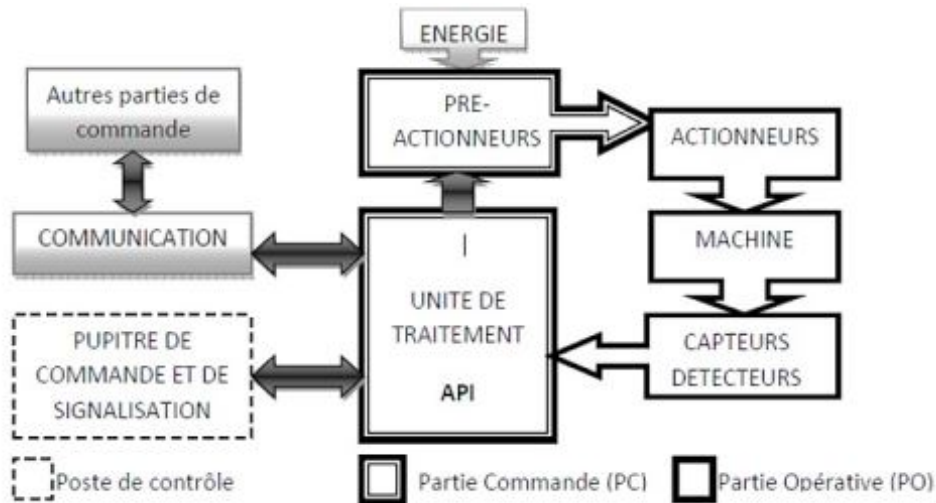 ENERGIE
Autres parties de
commande
PRE-
ACTIONNEURS
ACTIONNEURS
COMMUNICATION
I
UNITE DE
TRAITEMENT
API
MACHINE
PUPITRE DE
COMMANDE ET DE
SIGNALISATION
CAPTEURS
DETECTEURS
Poste de contrôle
Partie Commande (PC)
Partie Opérative (PO)